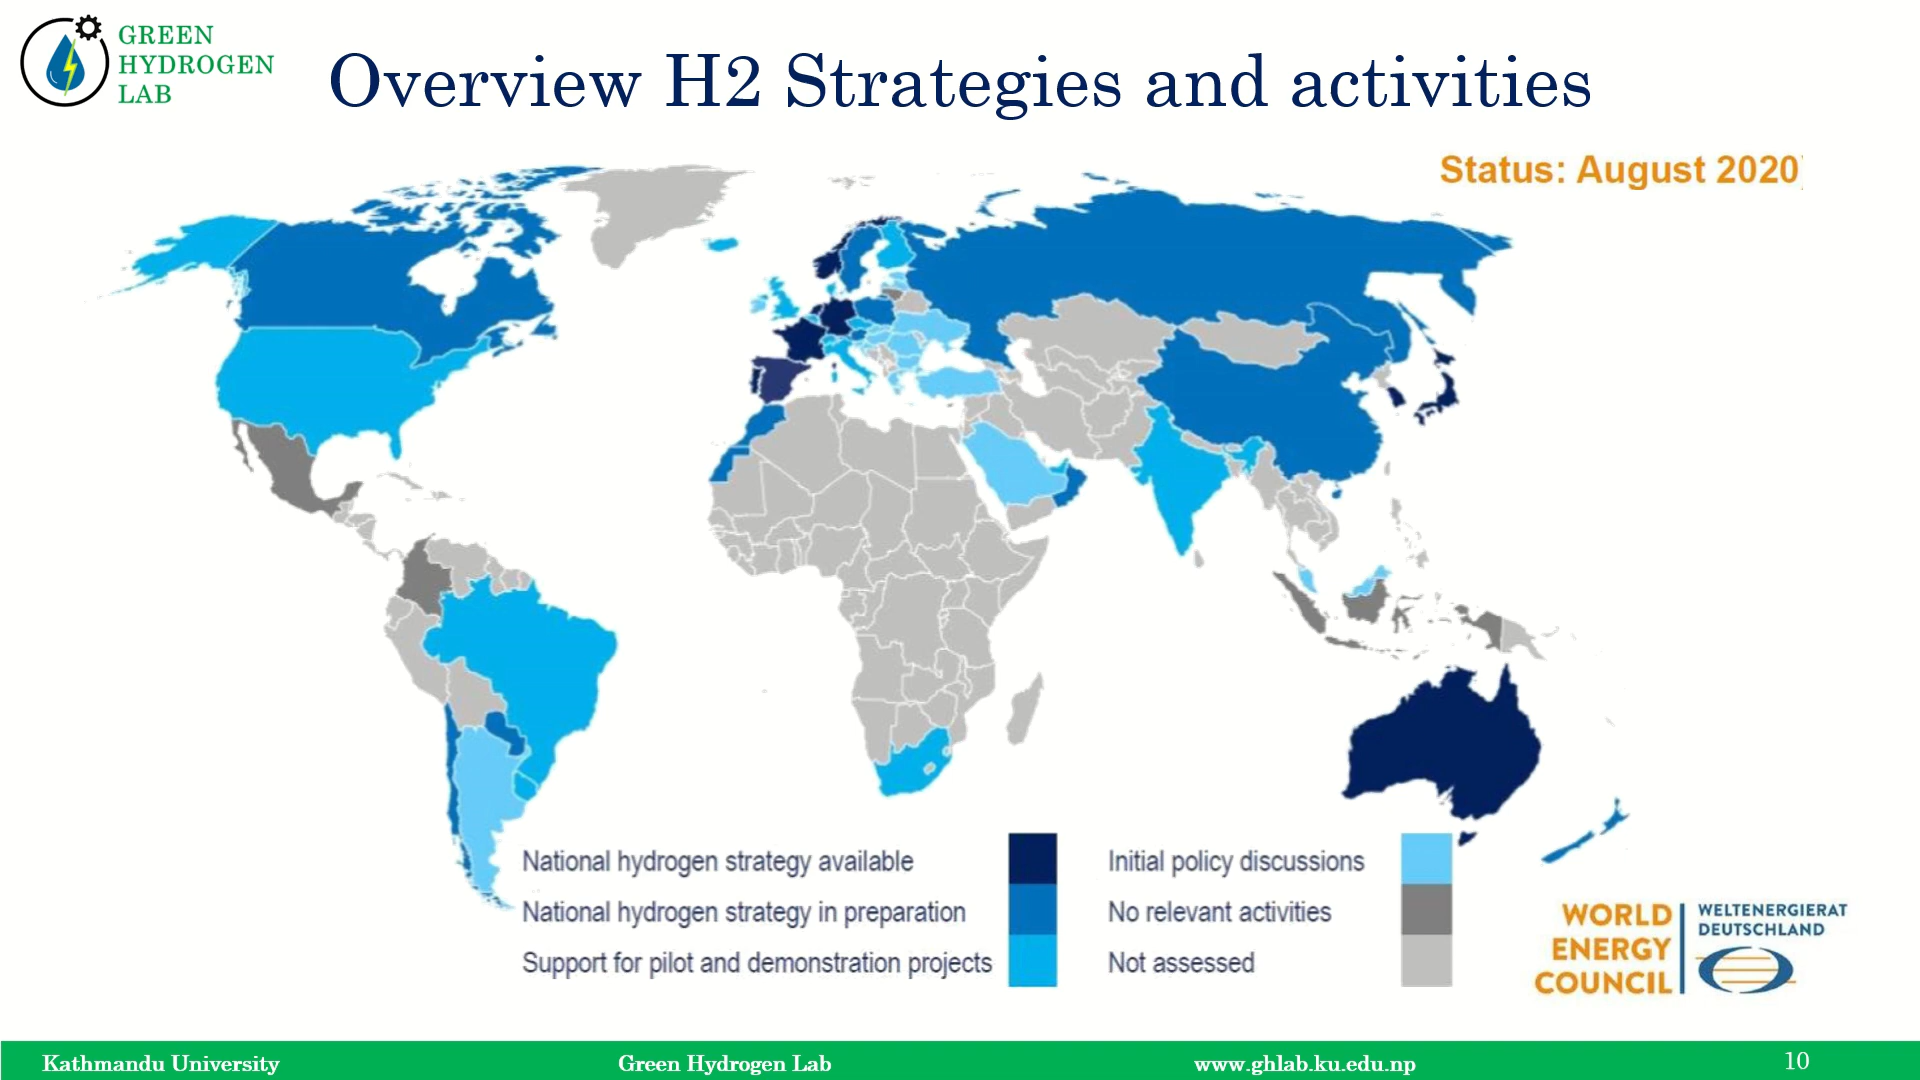 GREEN
HYDROGEN
LAB
Overview H2 Strategies and activities
Status: August 2020
National hydrogen strategy available
National hydrogen strategy in preparation
Support for pilot and demonstration projects
Initial policy discussions
No relevant activities
Not assessed
WORLD
ENERGY
COUNCIL
WELTENERGIERAT
DEUTSCHLAND
Kathmandu University
Green Hydrogen Lab
www.ghlab.ku.edu.np
10